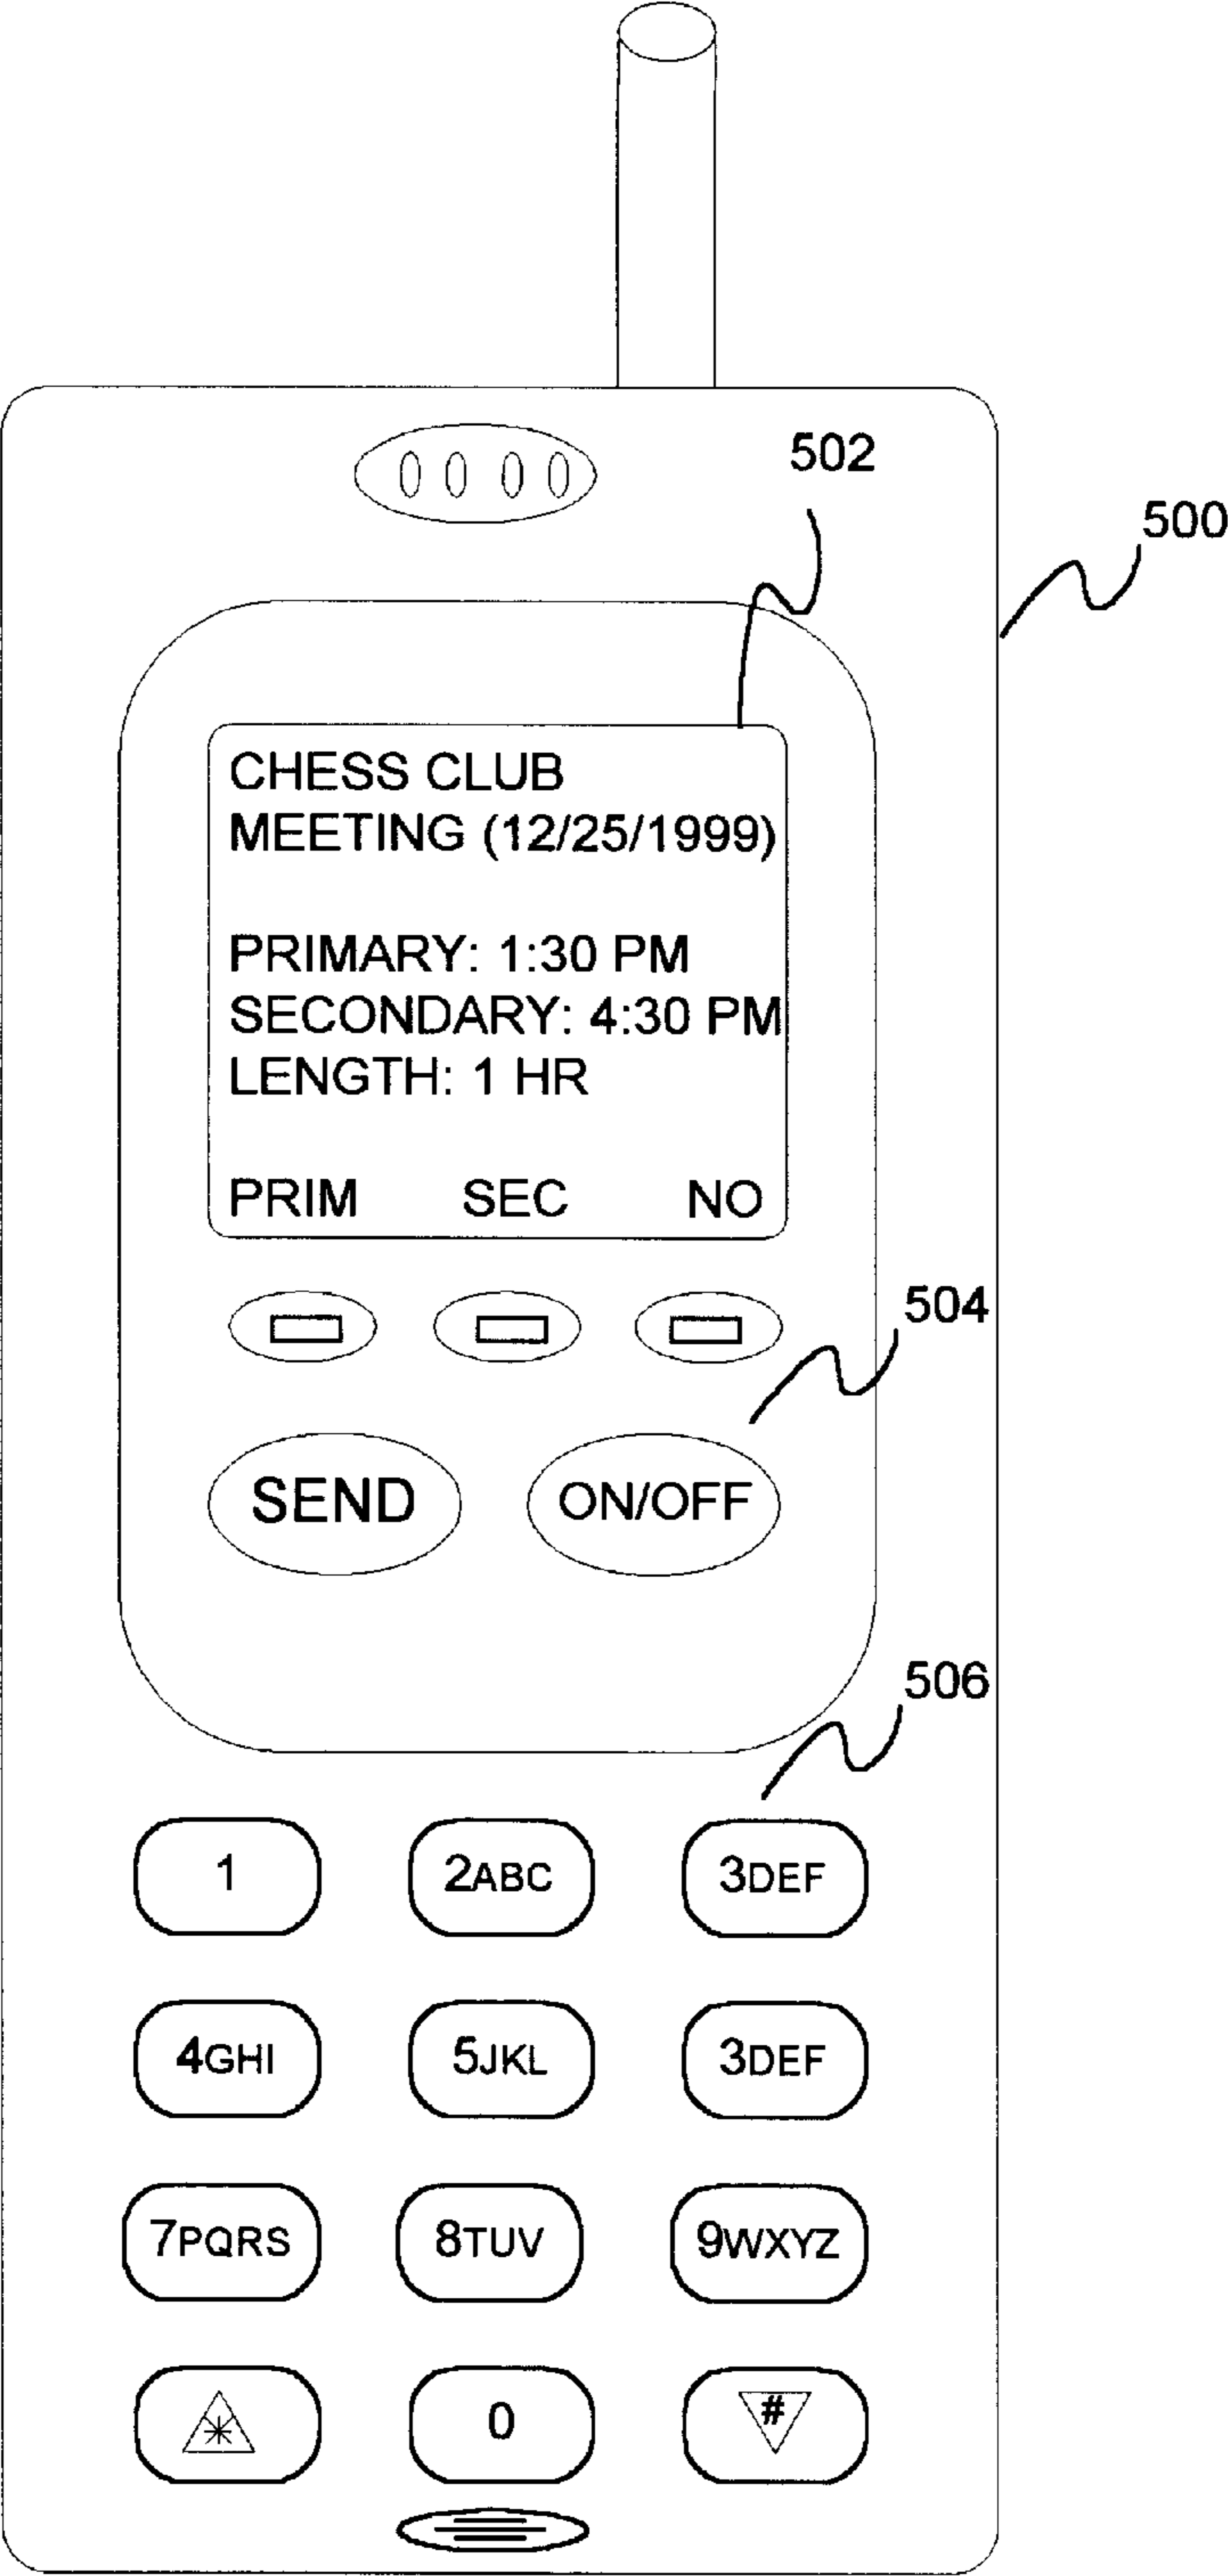 502
500
CHESS CLUB
MEETING (12/25/1999)
PRIMARY: 1:30 PM
SECONDARY: 4:30 PM
LENGTH: 1 HR
PRIM SEC NO
504
SEND ON/OFF
506
1 2ABC 3DEF
4GHI 5JKL 3DEF
7PQRS 8TUV 9WXYZ
* 0 #